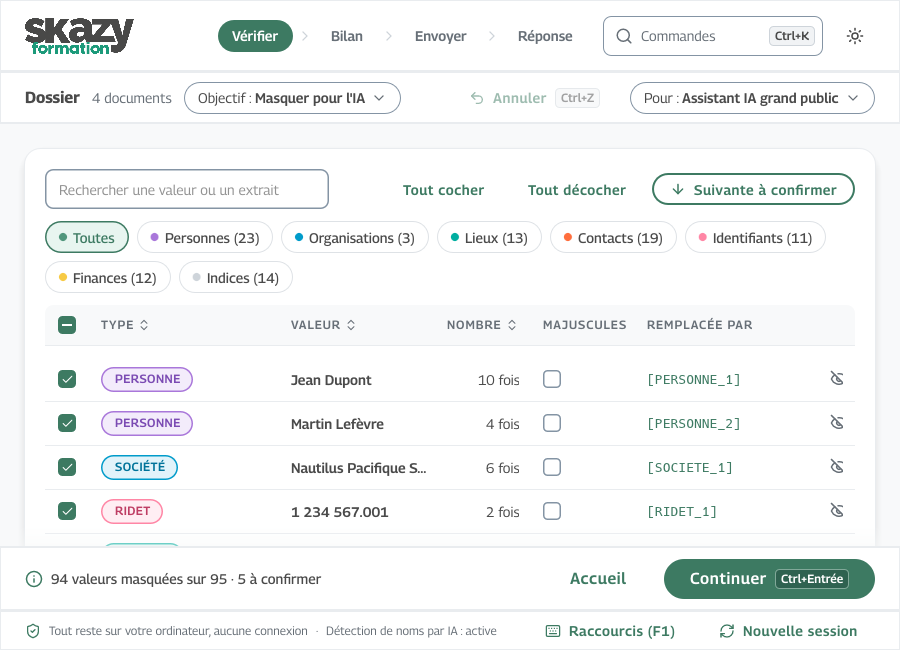 skazy
formation
Vérifier
Bilan
Envoyer
Réponse
Commandes
Ctrl+K
Dossier
4 documents
Objectif : Masquer pour l'IA
Annuler
Ctrl+Z
Pour : Assistant IA grand public
Rechercher une valeur ou un extrait
Tout cocher
Tout décocher
Suivante à confirmer
Toutes
Personnes (23)
Organisations (3)
Lieux (13)
Contacts (19)
Identifiants (11)
Finances (12)
Indices (14)
TYPE
VALEUR
NOMBRE
MAJUSCULES
REMPLACÉE PAR
PERSONNE
Jean Dupont
10 fois
[PERSONNE_1]
PERSONNE
Martin Lefèvre
4 fois
[PERSONNE_2]
SOCIÉTÉ
Nautilus Pacifique S...
6 fois
[SOCIETE_1]
RIDET
1 234 567.001
2 fois
[RIDET_1]
94 valeurs masquées sur 95 · 5 à confirmer
Accueil
Continuer
Ctrl+Entrée
Tout reste sur votre ordinateur, aucune connexion · Détection de noms par IA : active
Raccourcis (F1)
Nouvelle session